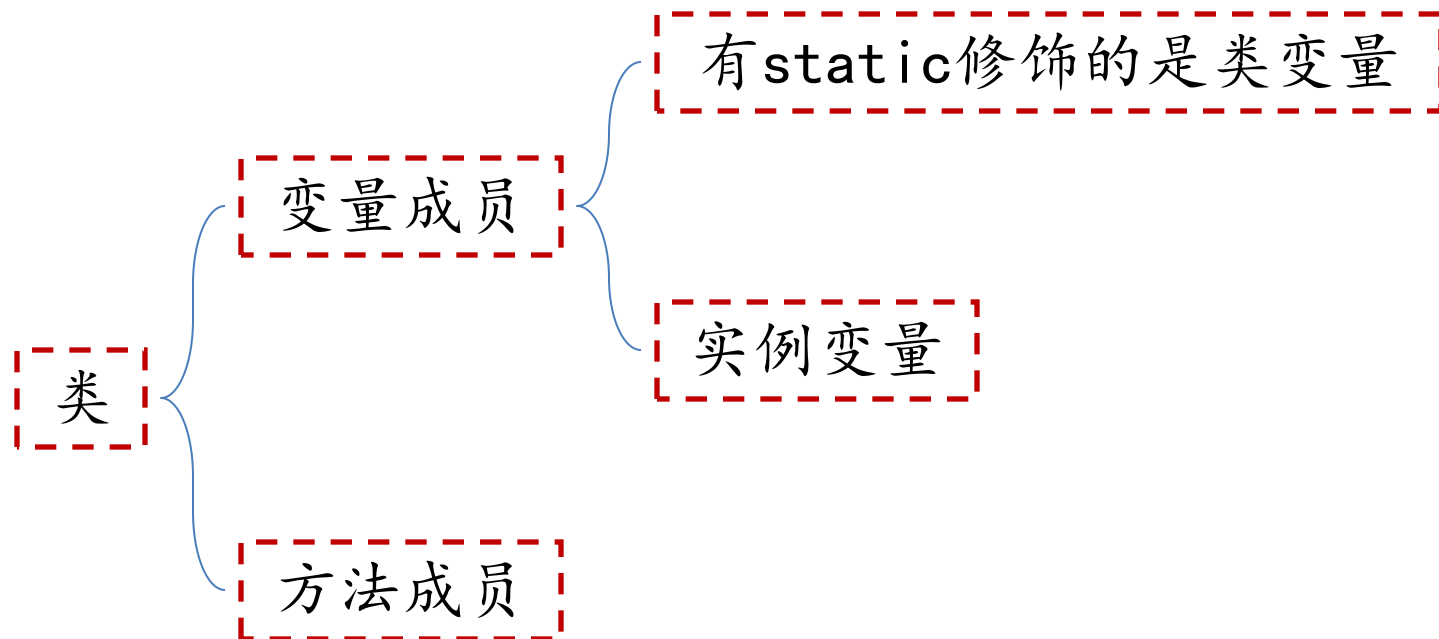 有static修饰的是类变量
变量成员
实例变量
类
方法成员